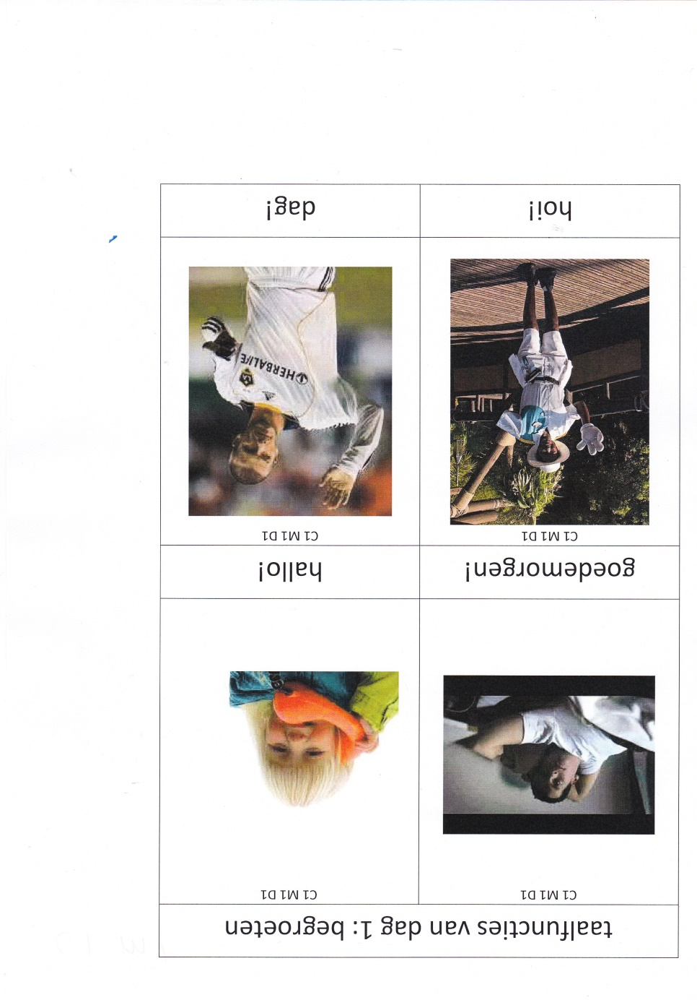 taalfuncties van dag 1: begroeten
C1 M1 D1
C1 M1 D1
goedemorgen!
hallo!
C1 M1 D1
C1 M1 D1
HERBALIFE
hoi!
dag!